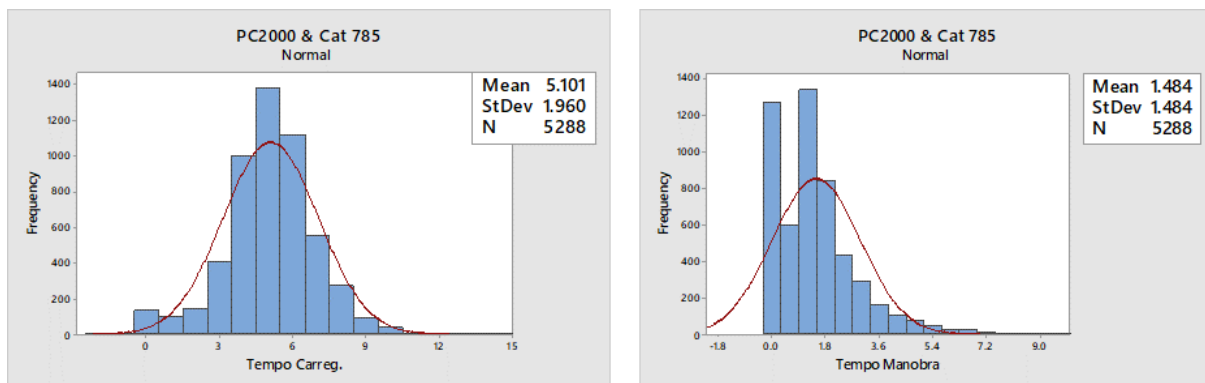 PC2000 & Cat 785
Normal
Mean 5.101
StDev 1.960
N 5288
1400
1200
1000
800
600
400
200
0
Frequency
0 3 6 9 12 15
Tempo Carreg.
PC2000 & Cat 785
Normal
Mean 1.484
StDev 1.484
N 5288
1400
1200
1000
800
600
400
200
0
Frequency
-1.8 0.0 1.8 3.6 5.4 7.2 9.0
Tempo Manobra